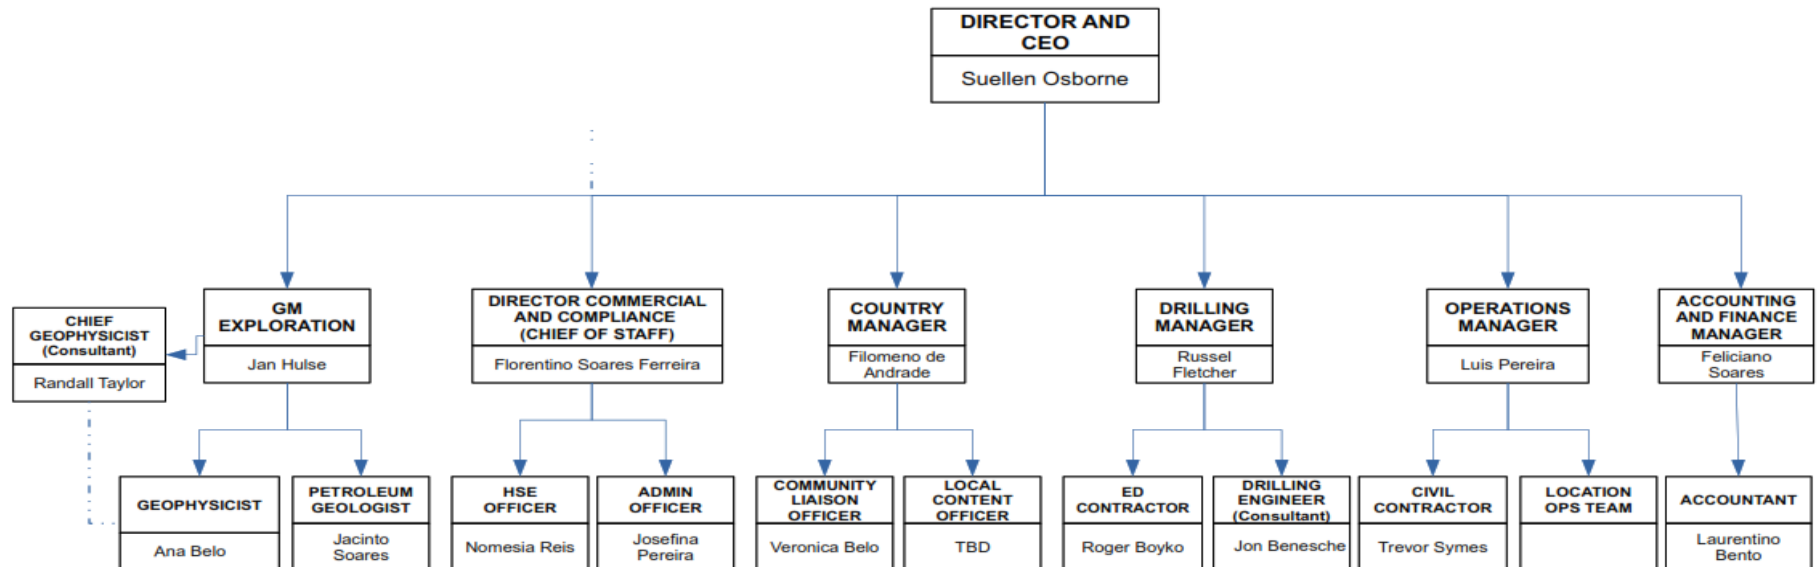 DIRECTOR AND
CEO
Suellen Osborne
CHIEF
GEOPHYSICIST
(Consultant)
Randall Taylor
GM
EXPLORATION
Jan Hulse
DIRECTOR COMMERCIAL
AND COMPLIANCE
(CHIEF OF STAFF)
Florentino Soares Ferreira
COUNTRY
MANAGER
Filomeno de
Andrade
DRILLING
MANAGER
Russel
Fletcher
OPERATIONS
MANAGER
Luis Pereira
ACCOUNTING
AND FINANCE
MANAGER
Feliciano
Soares
GEOPHYSICIST
Ana Belo
PETROLEUM
GEOLOGIST
Jacinto
Soares
HSE
OFFICER
Nomesia Reis
ADMIN
OFFICER
Josefina
Pereira
COMMUNITY
LIAISON
OFFICER
Veronica Belo
LOCAL
CONTENT
OFFICER
TBD
ED
CONTRACTOR
Roger Boyko
DRILLING
ENGINEER
(Consultant)
Jon Benesche
CIVIL
CONTRACTOR
Trevor Symes
LOCATION
OPS TEAM
ACCOUNTANT
Laurentino
Bento